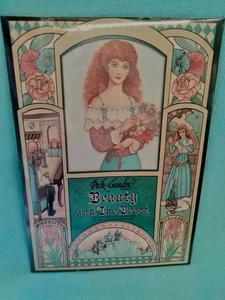 Peck-Gandré
Beauty
and The Beast